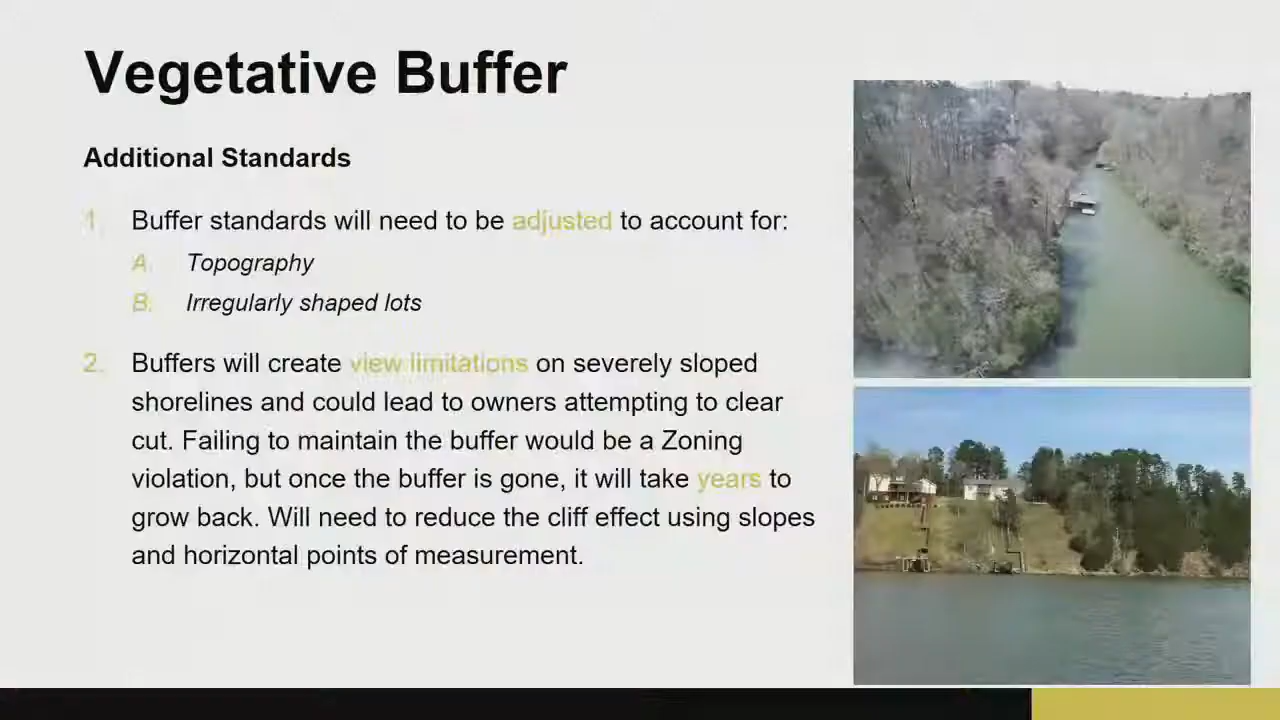 Vegetative Buffer
Additional Standards
1. Buffer standards will need to be adjusted to account for:
A. Topography
B. Irregularly shaped lots
2. Buffers will create view limitations on severely sloped
shorelines and could lead to owners attempting to clear
cut. Failing to maintain the buffer would be a Zoning
violation, but once the buffer is gone, it will take years to
grow back. Will need to reduce the cliff effect using slopes
and horizontal points of measurement.